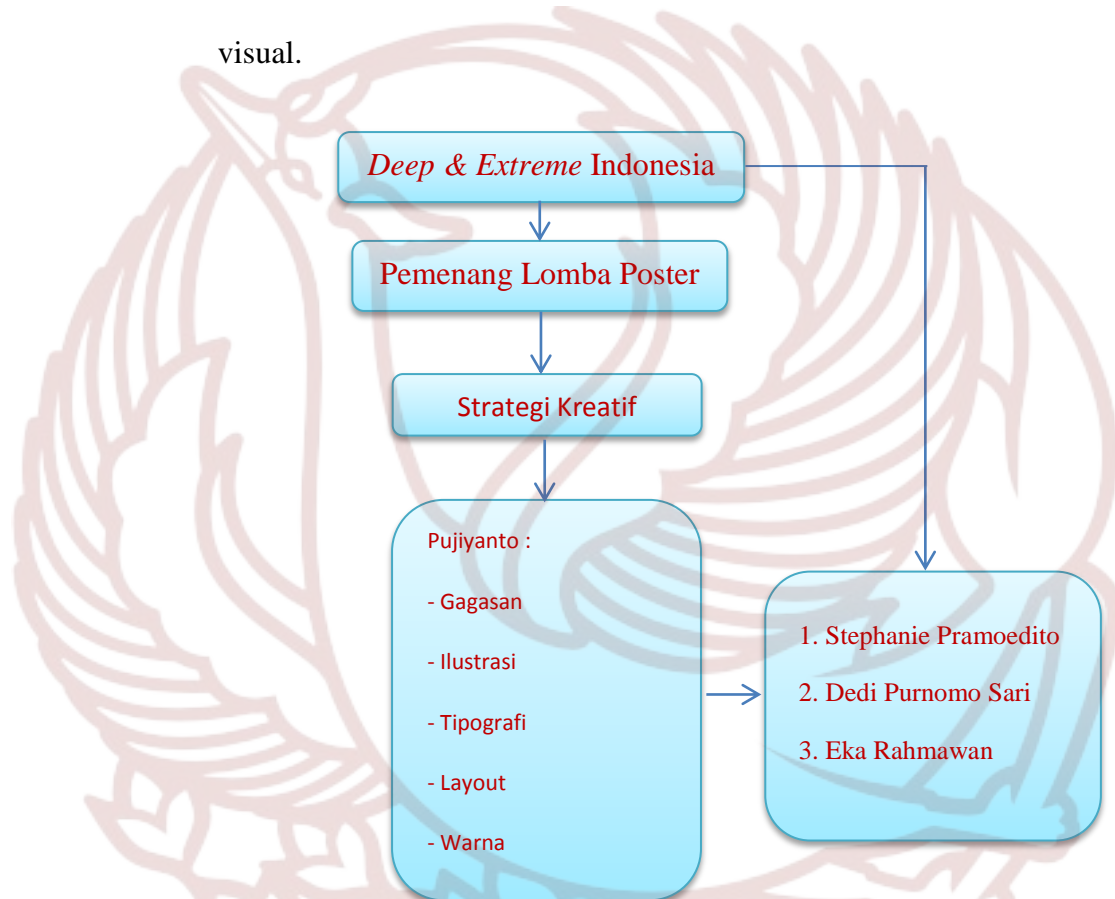 visual.
Deep & Extreme Indonesia
Pemenang Lomba Poster
Strategi Kreatif
Pujiyanto :
- Gagasan
- Ilustrasi
- Tipografi
- Layout
- Warna
1. Stephanie Pramoedito
2. Dedi Purnomo Sari
3. Eka Rahmawan